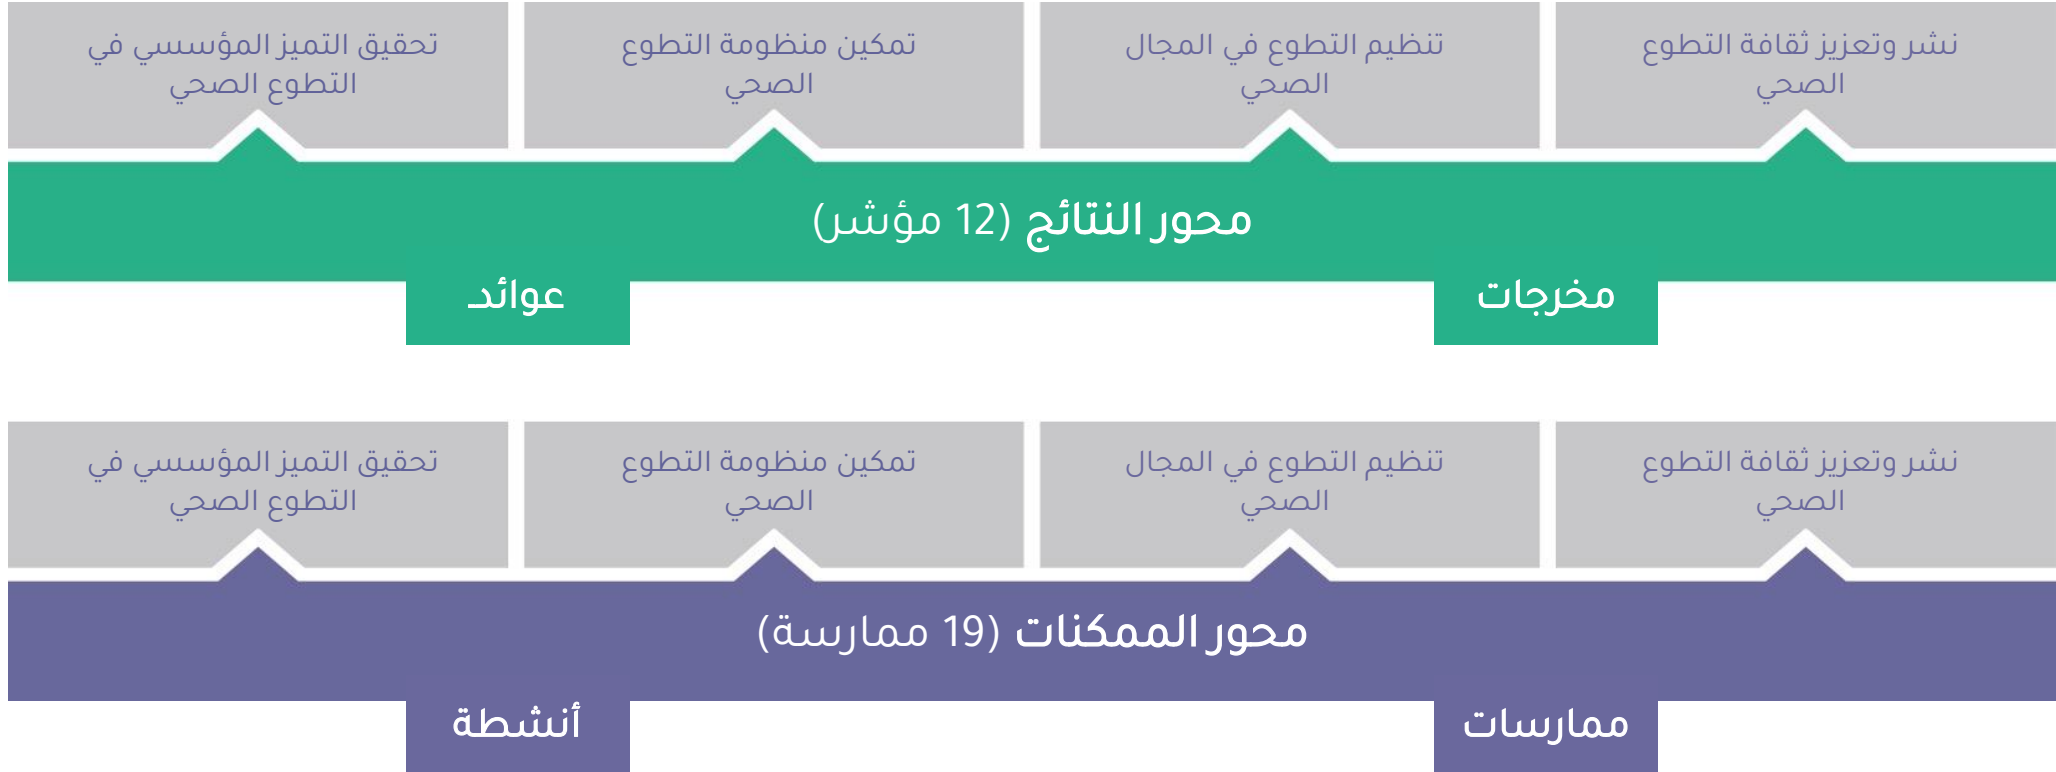 نشر وتعزيز ثقافة التطوع
الصحي
تنظيم التطوع في المجال
الصحي
تمكين منظومة التطوع
الصحي
تحقيق التميز المؤسسي في
التطوع الصحي
محور النتائج (12 مؤشر)
مخرجات
عوائد
نشر وتعزيز ثقافة التطوع
الصحي
تنظيم التطوع في المجال
الصحي
تمكين منظومة التطوع
الصحي
تحقيق التميز المؤسسي في
التطوع الصحي
محور الممكنات (19 ممارسة)
ممارسات
أنشطة